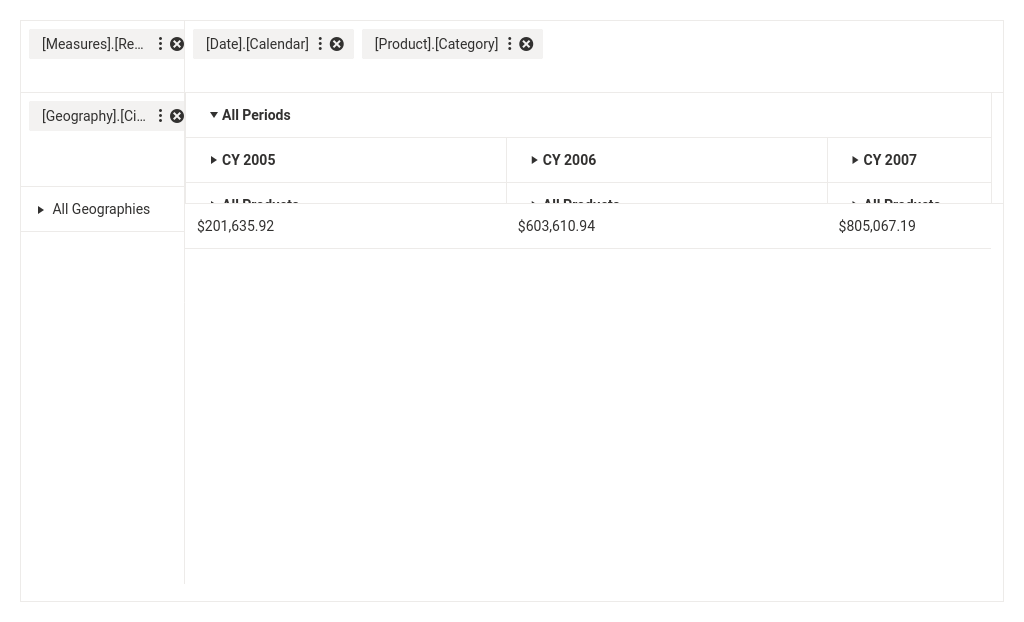 [Measures].[Re... [Date].[Calendar] [Product].[Category]
[Geography].[Ci... All Periods
CY 2005 CY 2006 CY 2007
All Products All Products All Products
All Geographies
$201,635.92 $603,610.94 $805,067.19